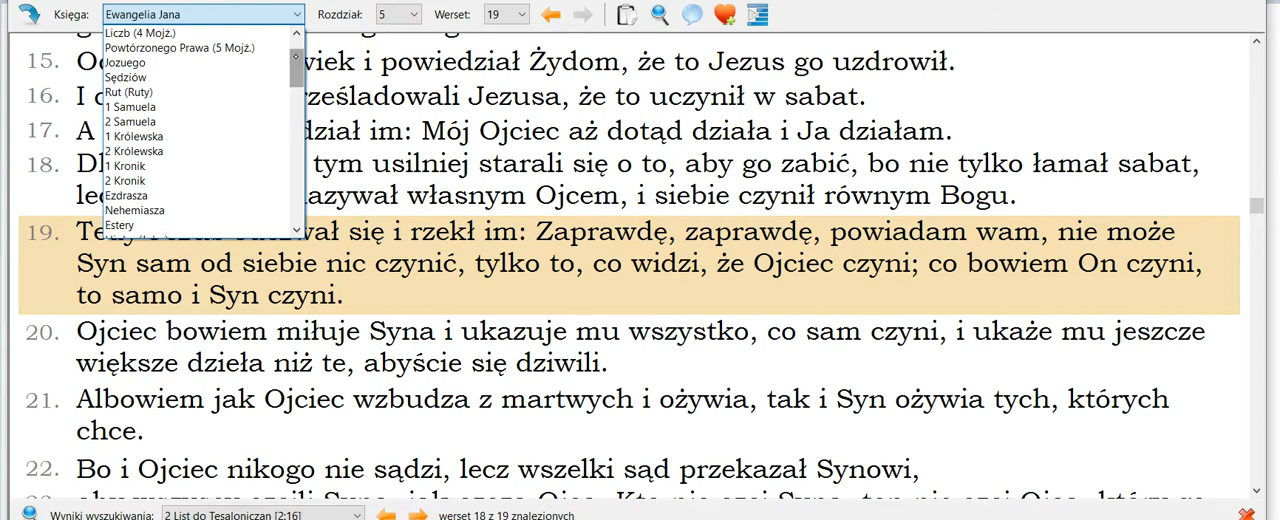 Księga: Ewangelia Jana Rozdział: 5 Werset: 19
Liczb (4 Mojż.)
Powtórzonego Prawa (5 Mojż.)
Jozuego
Sędziów
Rut (Ruty)
1 Samuela
2 Samuela
1 Królewska
2 Królewska
1 Kronik
2 Kronik
Ezdrasza
Nehemiasza
Estery
15. wiek i powiedział Żydom, że to Jezus go uzdrowił.
16. I prześladowali Jezusa, że to uczynił w sabat.
17. A dział im: Mój Ojciec aż dotąd działa i Ja działam.
18. tym usilniej starali się o to, aby go zabić, bo nie tylko łamał sabat,
azywał własnym Ojcem, i siebie czynił równym Bogu.
19. się i rzekł im: Zaprawdę, zaprawdę, powiadam wam, nie może
Syn sam od siebie nic czynić, tylko to, co widzi, że Ojciec czyni; co bowiem On czyni,
to samo i Syn czyni.
20. Ojciec bowiem miłuje Syna i ukazuje mu wszystko, co sam czyni, i ukaże mu jeszcze
większe dzieła niż te, abyście się dziwili.
21. Albowiem jak Ojciec wzbudza z martwych i ożywia, tak i Syn ożywia tych, których
chce.
22. Bo i Ojciec nikogo nie sądzi, lecz wszelki sąd przekazał Synowi,
Wyniki wyszukiwania: 2 List do Tesaloniczan [2:16] werset 18 z 19 znalezionych